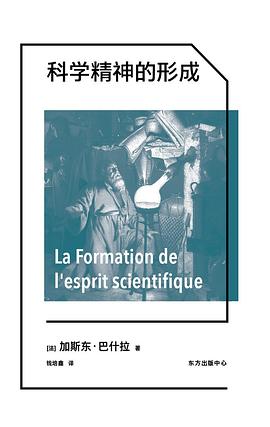 科学精神的形成
La Formation de
l'esprit scientifique
[法] 加斯东·巴什拉 著
钱培鑫 译
东方出版中心